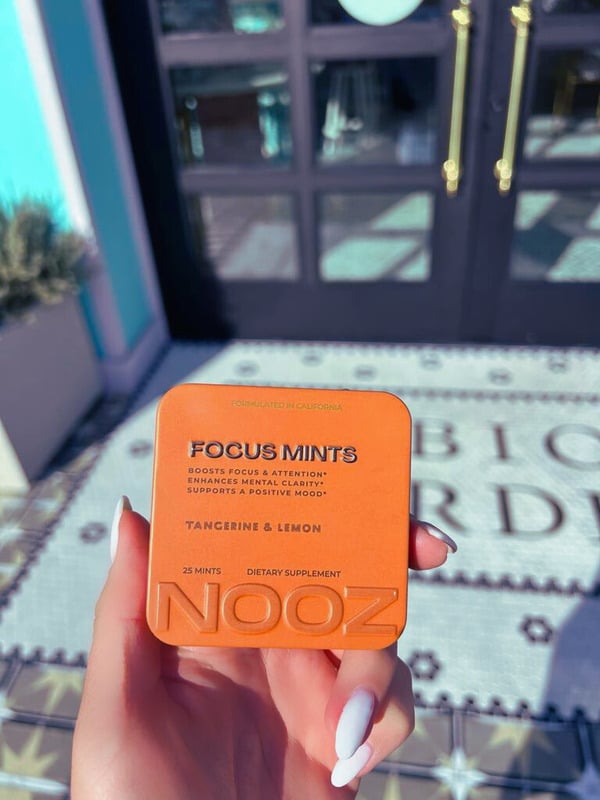 FORMULATED IN CALIFORNIA
FOCUS MINTS
BOOSTS FOCUS & ATTENTION*
ENHANCES MENTAL CLARITY*
SUPPORTS A POSITIVE MOOD*
TANGERINE & LEMON
25 MINTS DIETARY SUPPLEMENT
NOOZ